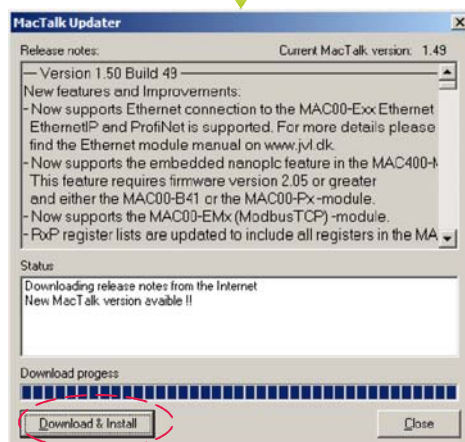 MacTalk Updater
Release notes: Current MacTalk version: 1.49
— Version 1.50 Build 49 —
New features and Improvements:
- Now supports Ethernet connection to the MAC00-Exx Ethernet
EthernetIP and ProfiNet is supported. For more details please
find the Ethernet module manual on www.jvl.dk.
- Now supports the embedded nanoplc feature in the
This feature requires firmware version 2.05 or greater
and either the MAC00-B41 or the MAC00-Px-module.
- Now supports the MAC00-EMx (ModbusTCP) -module.
- RxP register lists are updated to include all registers in the
Status
Downloading release notes from the Internet
New MacTalk version avaible !!
Download progess
Download & Install
Close